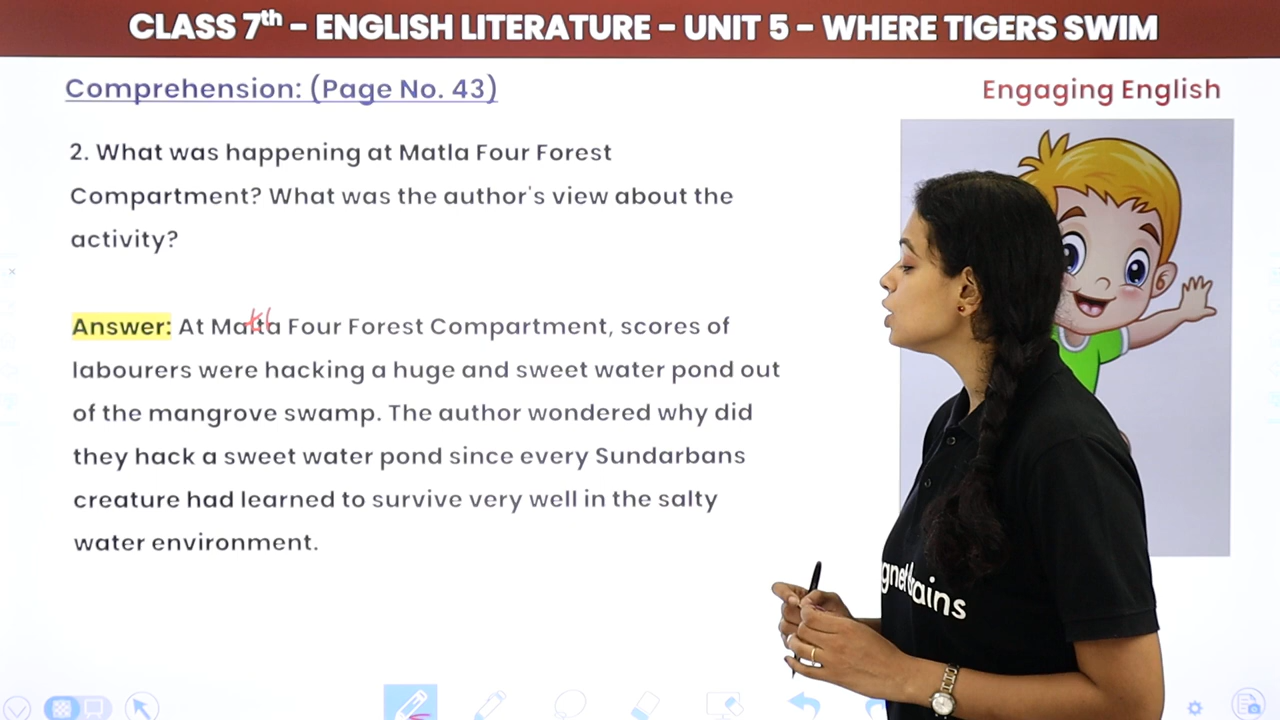 CLASS 7th - ENGLISH LITERATURE - UNIT 5 - WHERE TIGERS SWIM
Comprehension: (Page No. 43)
Engaging English
2. What was happening at Matla Four Forest
Compartment? What was the author's view about the
activity?
Answer: At Matla Four Forest Compartment, scores of
labourers were hacking a huge and sweet water pond out
of the mangrove swamp. The author wondered why did
they hack a sweet water pond since every Sundarbans
creature had learned to survive very well in the salty
water environment.